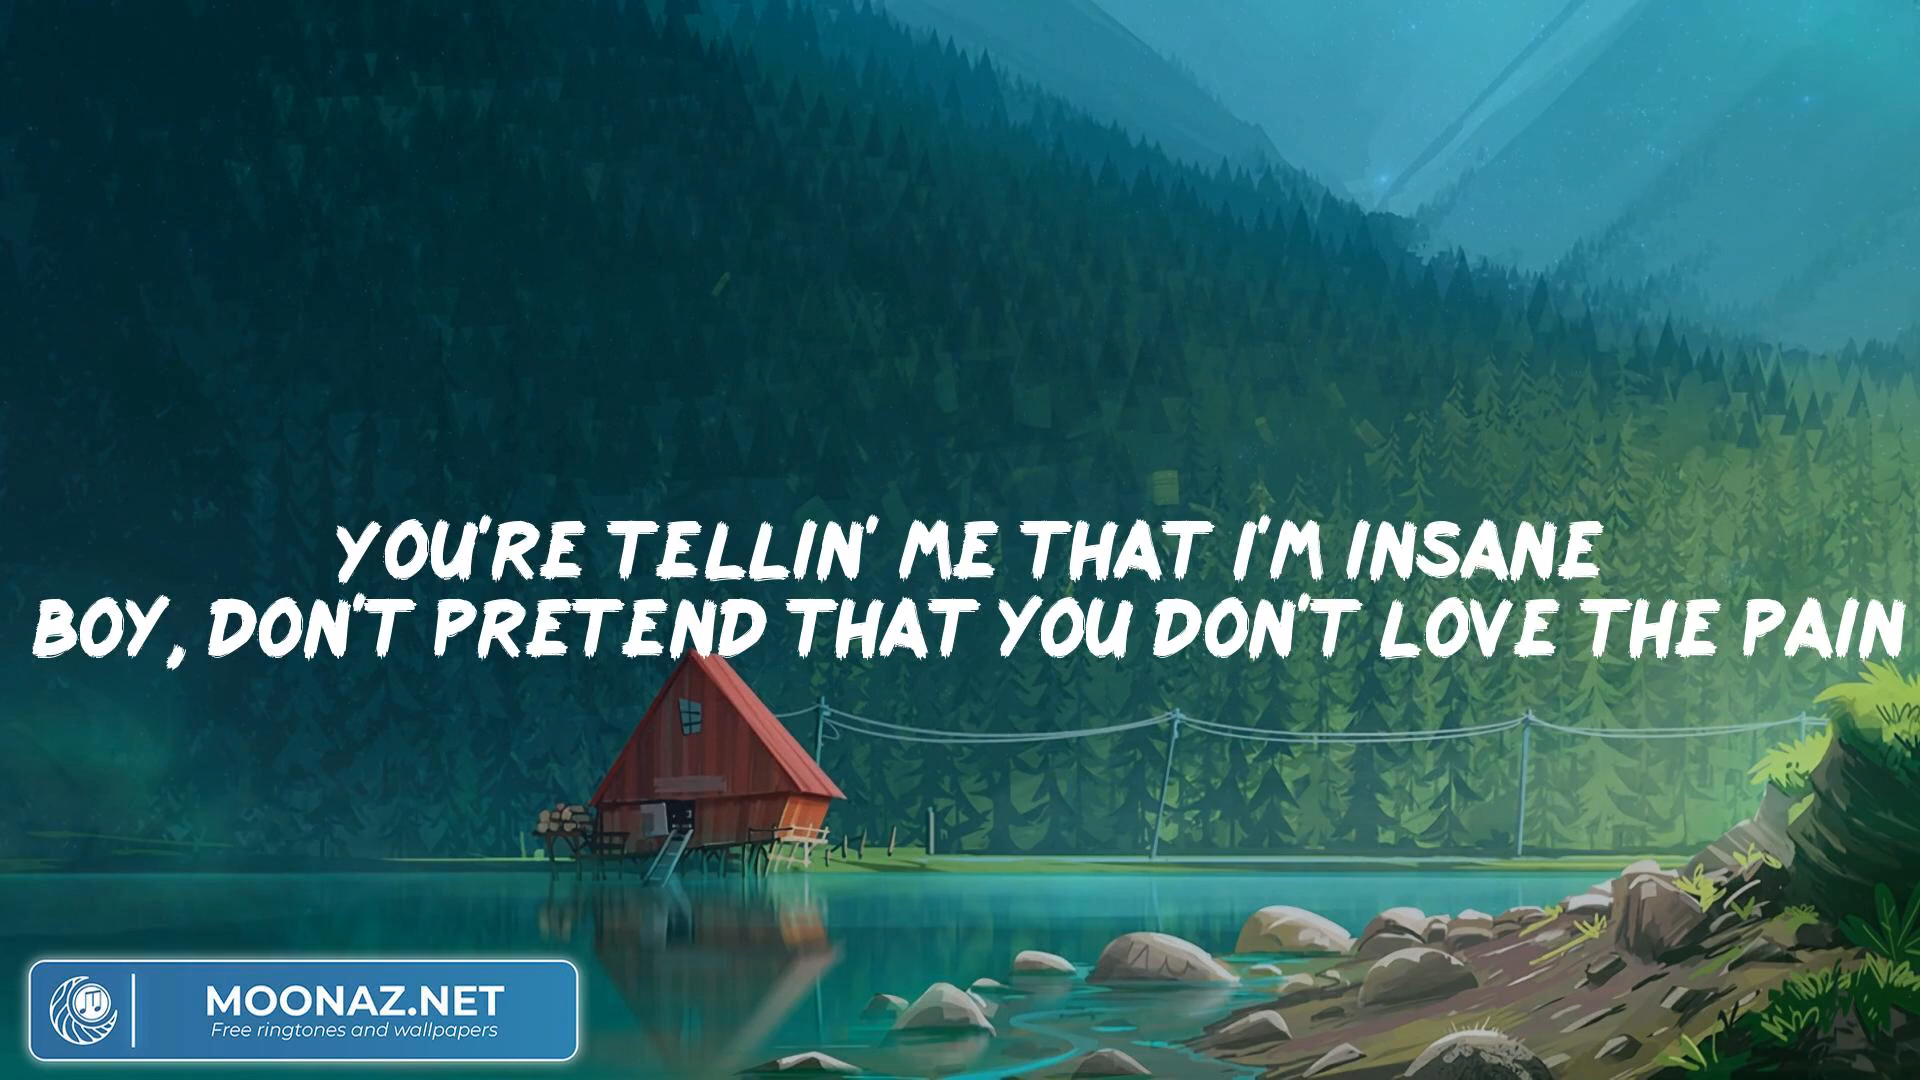 YOU'RE TELLIN' ME THAT I'M INSANE
BOY, DON'T PRETEND THAT YOU DON'T LOVE THE PAIN
MOONAZ.NET
Free ringtones and wallpapers